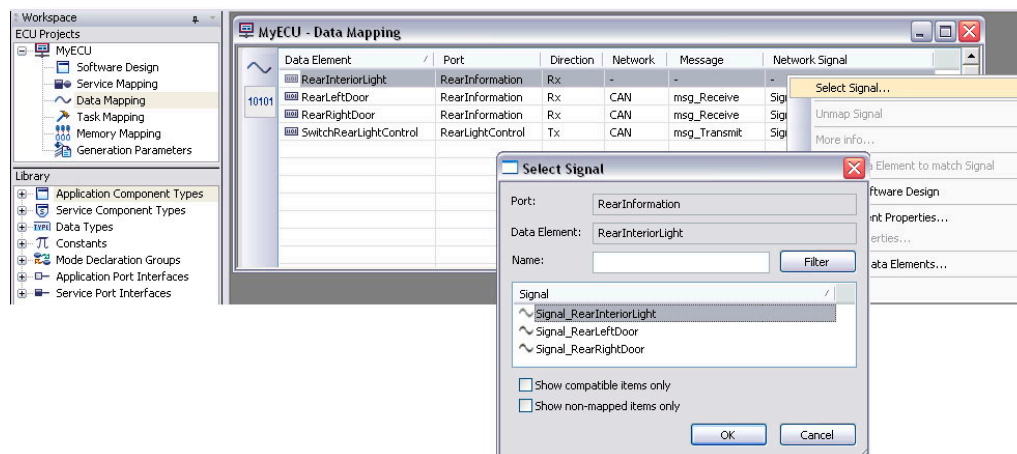 Workspace
ECU Projects
MyECU
Software Design
Service Mapping
Data Mapping
Task Mapping
Memory Mapping
Generation Parameters
Library
Application Component Types
Service Component Types
TYPE Data Types
π Constants
Mode Declaration Groups
Application Port Interfaces
Service Port Interfaces
MyECU - Data Mapping
10101
Data Element / Port Direction Network Message Network Signal
RearInteriorLight RearInformation Rx - - -
RearLeftDoor RearInformation Rx CAN msg_Receive Sig
RearRightDoor RearInformation Rx CAN msg_Receive Sig
SwitchRearLightControl RearLightControl Tx CAN msg_Transmit Sig
Select Signal...
Unmap Signal
More info...
Element to match Signal
ftware Design
ent Properties...
erties...
ata Elements...
Select Signal
Port: RearInformation
Data Element: RearInteriorLight
Name: Filter
Signal /
Signal_RearInteriorLight
Signal_RearLeftDoor
Signal_RearRightDoor
Show compatible items only
Show non-mapped items only
OK Cancel